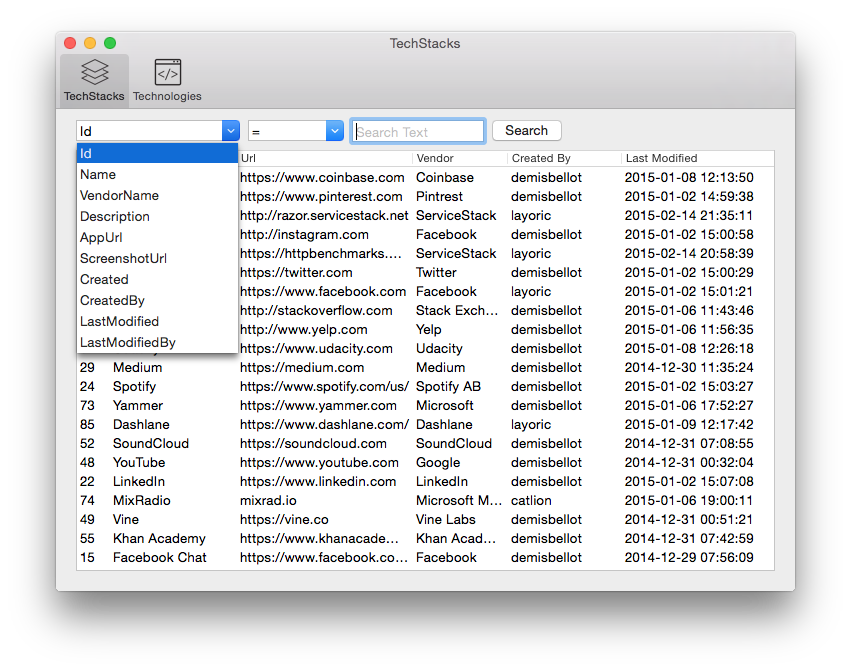 TechStacks
TechStacks Technologies
Id = Search Text Search
Id Url Vendor Created By Last Modified
Name https://www.coinbase.com Coinbase demisbellot 2015-01-08 12:13:50
VendorName https://www.pinterest.com Pintrest demisbellot 2015-01-02 14:59:38
Description http://razor.servicestack.net ServiceStack layoric 2015-02-14 21:35:11
AppUrl http://instagram.com Facebook demisbellot 2015-01-02 15:00:58
ScreenshotUrl https://httpbenchmarks.... ServiceStack layoric 2015-02-14 20:58:39
Created https://twitter.com Twitter demisbellot 2015-01-02 15:00:29
CreatedBy https://www.facebook.com Facebook layoric 2015-01-02 15:01:21
http://stackoverflow.com Stack Exch... demisbellot 2015-01-06 11:43:46
LastModified http://www.yelp.com Yelp demisbellot 2015-01-06 11:56:35
LastModifiedBy https://www.udacity.com Udacity demisbellot 2015-01-08 12:26:18
29 Medium https://medium.com Medium demisbellot 2014-12-30 11:35:24
24 Spotify https://www.spotify.com/us/ Spotify AB demisbellot 2015-01-02 15:03:27
73 Yammer https://www.yammer.com Microsoft demisbellot 2015-01-06 17:52:27
85 Dashlane https://www.dashlane.com/ Dashlane layoric 2015-01-09 12:17:42
52 SoundCloud https://soundcloud.com SoundCloud demisbellot 2014-12-31 07:08:55
48 YouTube https://www.youtube.com Google demisbellot 2014-12-31 00:32:04
22 LinkedIn https://www.linkedin.com LinkedIn demisbellot 2015-01-02 15:07:08
74 MixRadio mixrad.io Microsoft M... catlion 2015-01-06 19:00:11
49 Vine https://vine.co Vine Labs demisbellot 2014-12-31 00:51:21
55 Khan Academy https://www.khanacade... Khan Acad... demisbellot 2014-12-31 07:42:59
15 Facebook Chat https://www.facebook.co... Facebook demisbellot 2014-12-29 07:56:09